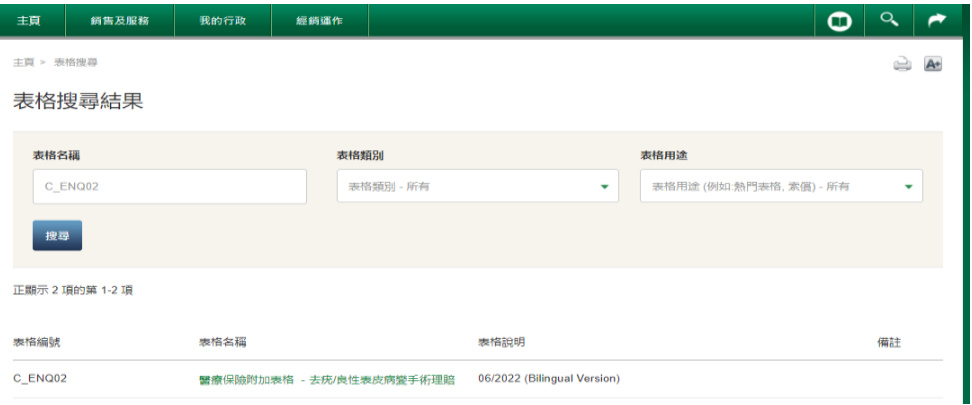 主頁 銷售及服務 我的行政 經銷運作
主頁 > 表格搜尋
A+
表格搜尋結果
表格名稱 表格類別 表格用途
C_ENQ02 表格類別 - 所有 表格用途 (例如:熱門表格, 索償) - 所有
搜尋
正顯示 2 項的第 1-2 項
表格編號 表格名稱 表格說明 備註
C_ENQ02 醫療保險附加表格 - 去疣/良性表皮病變手術理賠 06/2022 (Bilingual Version)